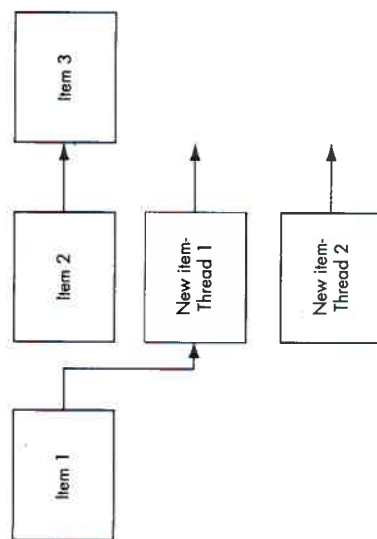 Item 1
Item 2
Item 3
New item-
Thread 1
New item-
Thread 2